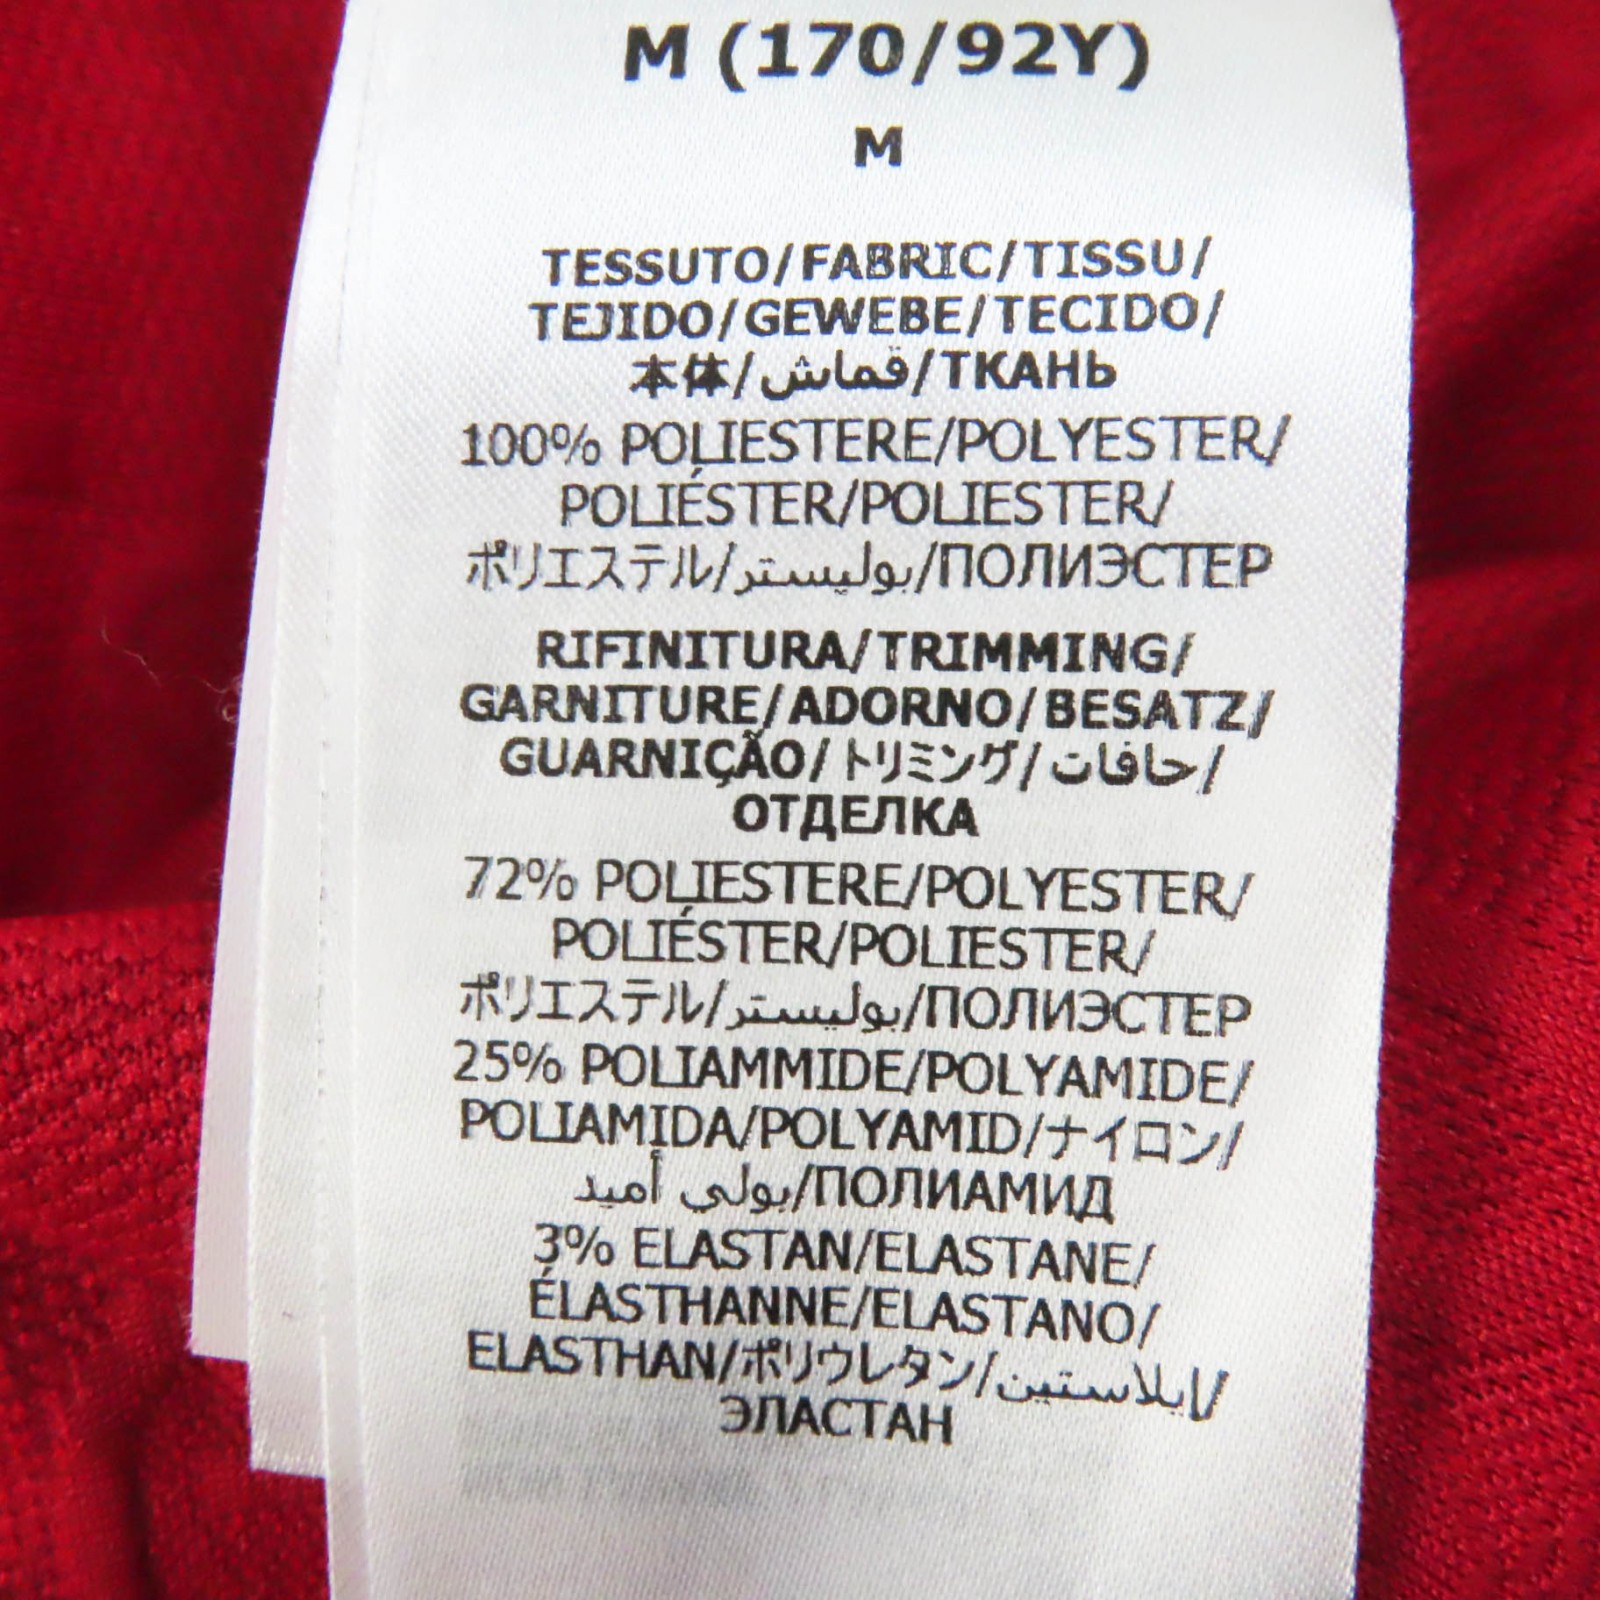 M (170/92Y)
M
TESSUTO/FABRIC/TISSU/
TEJIDO/GEWEBE/TECIDO/
本体/قماش/ТКАНЬ
100% POLIESTERE/POLYESTER/
POLIÉSTER/POLIESTER/
ポリエステル/بوليستر/ПОЛИЭСТЕР
RIFINITURA/TRIMMING/
GARNITURE/ADORNO/BESATZ/
GUARNIÇÃO/トリミング/حافات/
ОТДЕЛКА
72% POLIESTERE/POLYESTER/
POLIÉSTER/POLIESTER/
ポリエステル/بوليستر/ПОЛИЭСТЕР
25% POLIAMMIDE/POLYAMIDE/
POLIAMIDA/POLYAMID/ナイロン/
بولي أميد/ПОЛИАМИД
3% ELASTAN/ELASTANE/
ÉLASTHANNE/ELASTANO/
ELASTHAN/ポリウレタン/إيلاستين/
ЭЛАСТАН